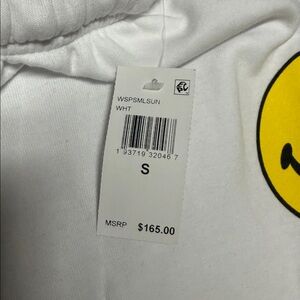 WSPSMLSUN
WHT
1 93719 32046 7
S
MSRP $165.00